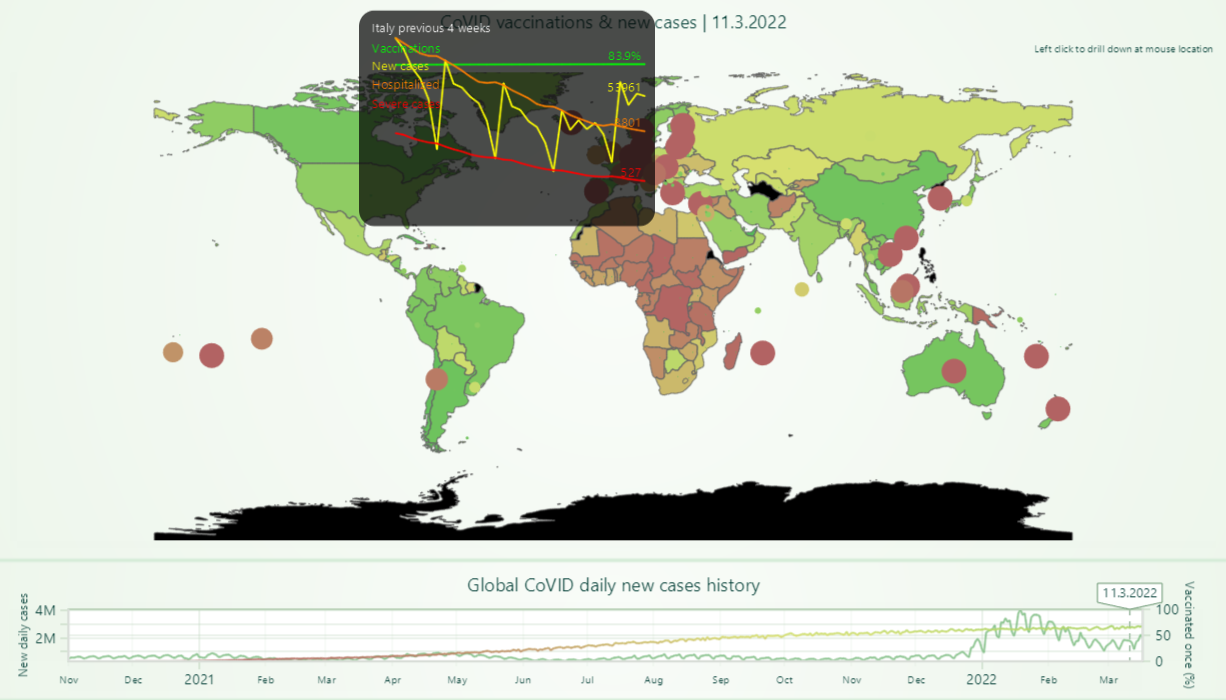 CoVID vaccinations & new cases | 11.3.2022
Left click to drill down at mouse location
Italy previous 4 weeks
Vaccinations 83.9%
New cases 53961
Hospitalized 8801
Severe cases 527
Global CoVID daily new cases history
11.3.2022
New daily cases
4M
2M
100
50
0
Vaccinated once (%)
Nov Dec 2021 Feb Mar Apr May Jun Jul Aug Sep Oct Nov Dec 2022 Feb Mar